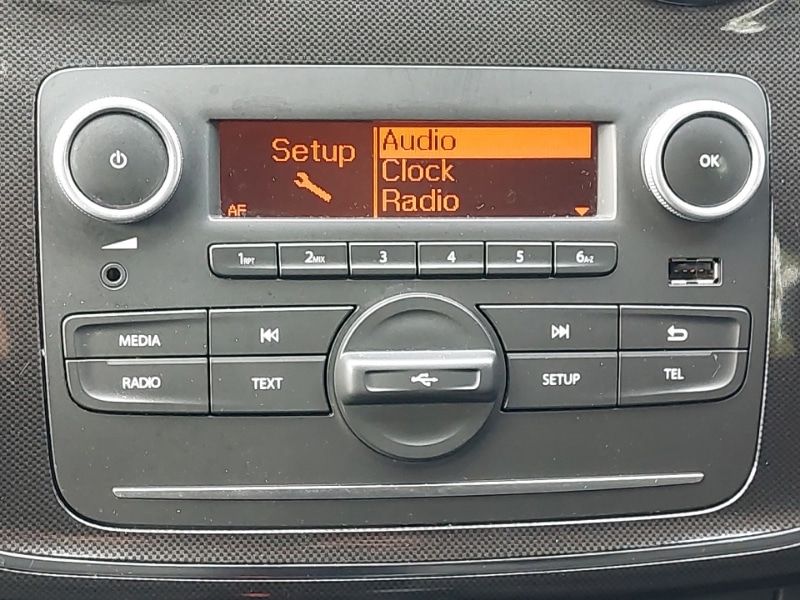 Setup
Audio
Clock
Radio
AF
OK
1RPT 2MIX 3 4 5 6A-Z
MEDIA
RADIO TEXT SETUP TEL